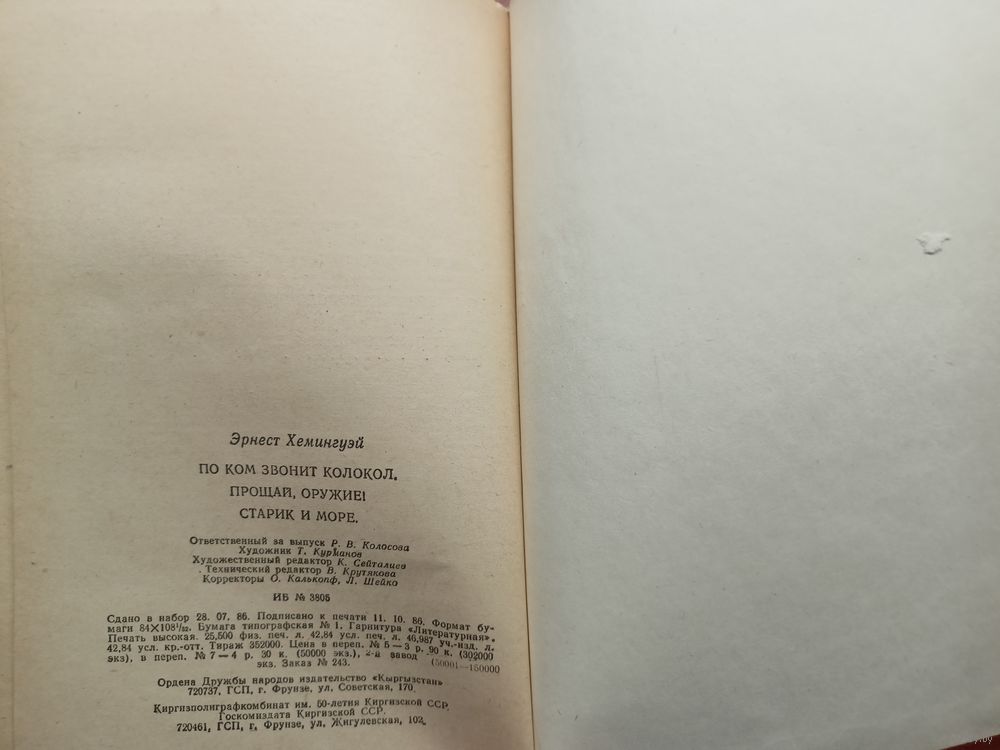 Эрнест Хемингуэй
ПО КОМ ЗВОНИТ КОЛОКОЛ.
ПРОЩАЙ, ОРУЖИЕ!
СТАРИК И МОРЕ.
Ответственный за выпуск Р. В. Колосова
Художник Т. Курманов
Художественный редактор К. Сейталиев
Технический редактор В. Крутякова
Корректоры О. Калькопф, Л. Шейко
ИБ № 3805
Сдано в набор 28. 07. 86. Подписано к печати 11. 10. 86. Формат бу-
маги 84×108¹/₃₂. Бумага типографская № 1. Гарнитура «Литературная».
Печать высокая. 25,500 физ. печ. л. 42,84 усл. печ. л. 46,987 уч.-изд. л.
42,84 усл. кр.-отт. Тираж 352000. Цена в переп. № 5—3 р. 90 к. (302000
экз), в переп. № 7—4 р. 30 к. (50000 экз.), 2-й завод (50001—150000
экз. Заказ № 243.
Ордена Дружбы народов издательство «Кыргызстан»
720737, ГСП, г. Фрунзе, ул. Советская, 170.
Киргизполиграфкомбинат им. 50-летия Киргизской ССР
Госкомиздата Киргизской ССР.
720461, ГСП, г. Фрунзе, ул. Жигулевская, 102.